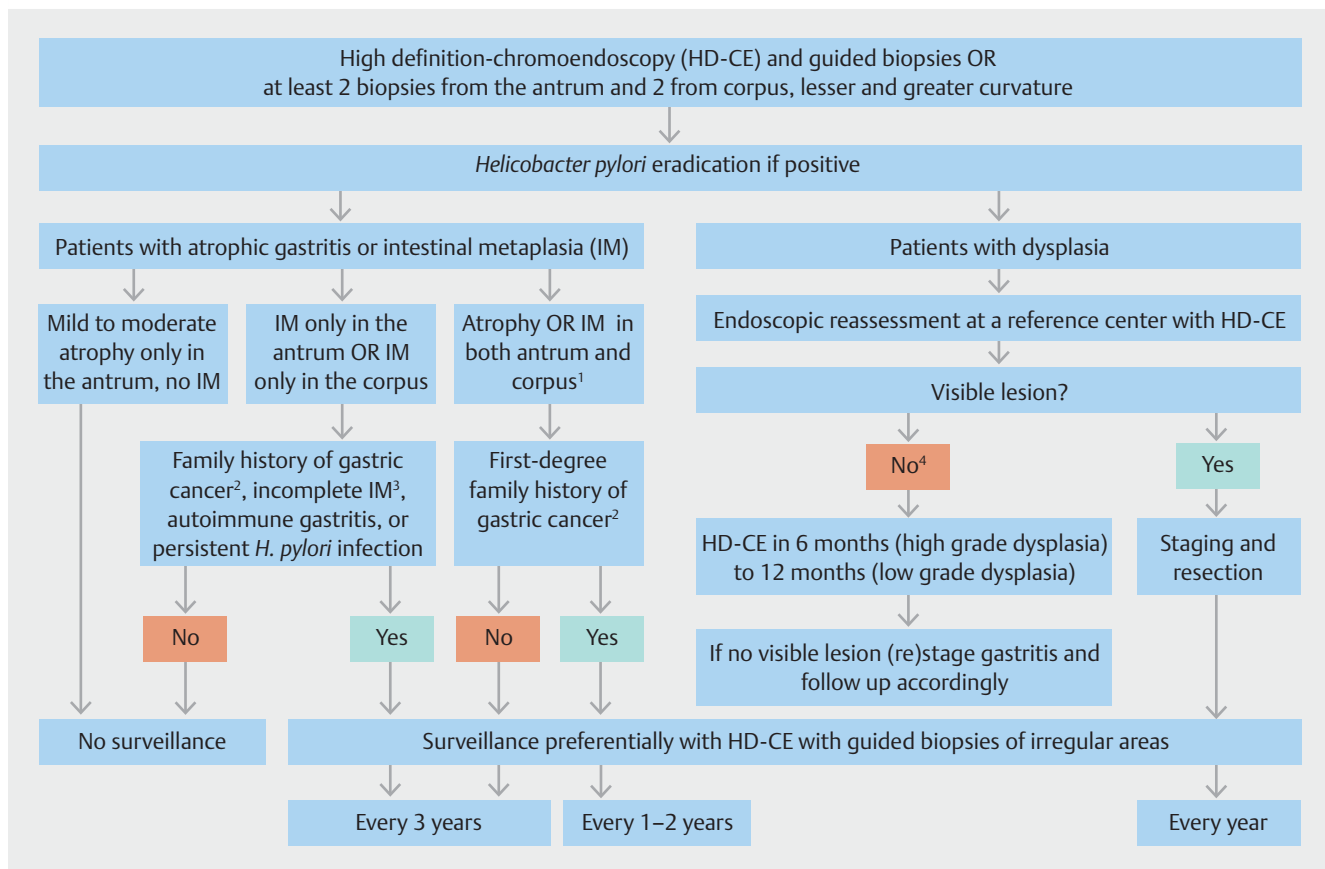 High definition-chromoendoscopy (HD-CE) and guided biopsies OR
at least 2 biopsies from the antrum and 2 from corpus, lesser and greater curvature
Helicobacter pylori eradication if positive
Patients with atrophic gastritis or intestinal metaplasia (IM)
Mild to moderate
atrophy only in
the antrum, no IM
IM only in the
antrum OR IM
only in the corpus
Atrophy OR IM in
both antrum and
corpus¹
Family history of gastric
cancer², incomplete IM³,
autoimmune gastritis, or
persistent H. pylori infection
First-degree
family history of
gastric cancer²
No
Yes
No
Yes
Patients with dysplasia
Endoscopic reassessment at a reference center with HD-CE
Visible lesion?
No⁴
Yes
HD-CE in 6 months (high grade dysplasia)
to 12 months (low grade dysplasia)
Staging and
resection
If no visible lesion (re)stage gastritis and
follow up accordingly
No surveillance
Surveillance preferentially with HD-CE with guided biopsies of irregular areas
Every 3 years
Every 1–2 years
Every year